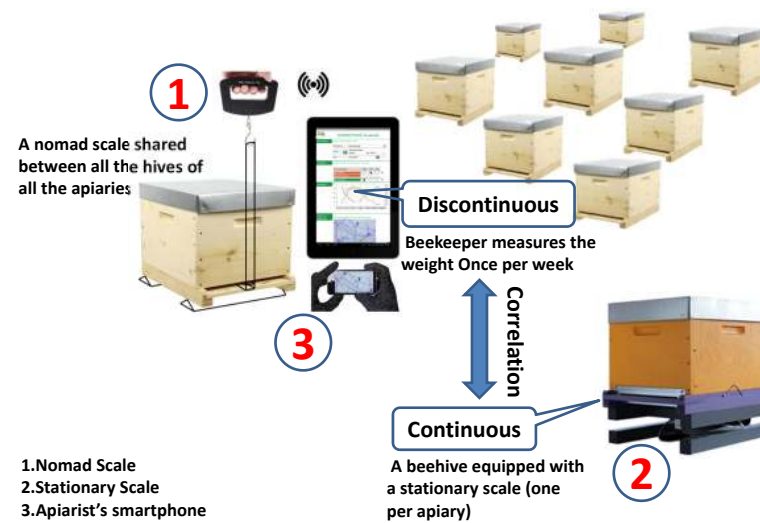 1
A nomad scale shared
between all the hives of
all the apiaries
Discontinuous
Beekeeper measures the
weight Once per week
3
Correlation
Continuous
A beehive equipped with
a stationary scale (one
per apiary)
2
1.Nomad Scale
2.Stationary Scale
3.Apiarist's smartphone